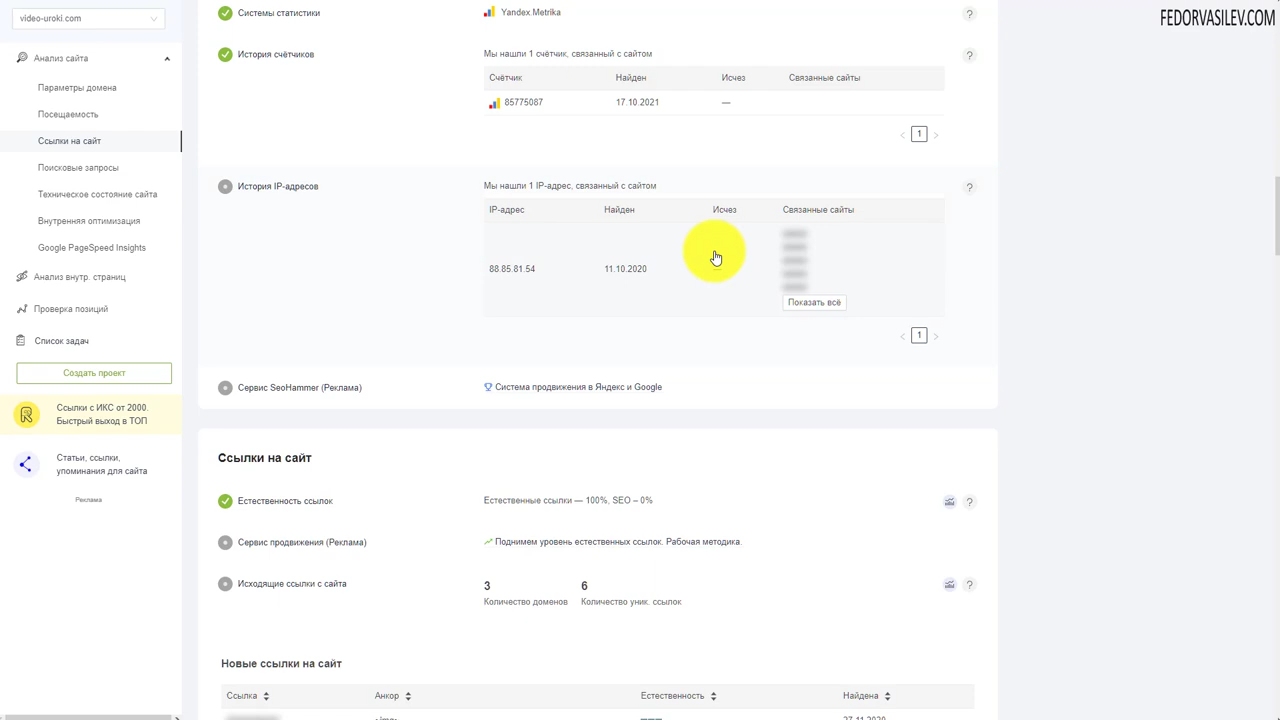 video-uroki.com
FEDORVASILEV.COM
Анализ сайта
Параметры домена
Посещаемость
Ссылки на сайт
Поисковые запросы
Техническое состояние сайта
Внутренняя оптимизация
Google PageSpeed Insights
Анализ внутр. страниц
Проверка позиций
Список задач
Создать проект
Ссылки с ИКС от 2000.
Быстрый выход в ТОП
Статьи, ссылки,
упоминания для сайта
Реклама
Системы статистики
Yandex.Metrika
?
История счётчиков
Мы нашли 1 счётчик, связанный с сайтом
?
Счётчик Найден Исчез Связанные сайты
85775087 17.10.2021 —
< 1 >
История IP-адресов
Мы нашли 1 IP-адрес, связанный с сайтом
?
IP-адрес Найден Исчез Связанные сайты
88.85.81.54 11.10.2020
Показать всё
< 1 >
Сервис SeoHammer (Реклама)
Система продвижения в Яндекс и Google
Ссылки на сайт
Естественность ссылок
Естественные ссылки — 100%, SEO – 0%
?
Сервис продвижения (Реклама)
Поднимем уровень естественных ссылок. Рабочая методика.
Исходящие ссылки с сайта
3 6
Количество доменов Количество уник. ссылок
?
Новые ссылки на сайт
Ссылка Анкор Естественность Найдена
27.11.2020